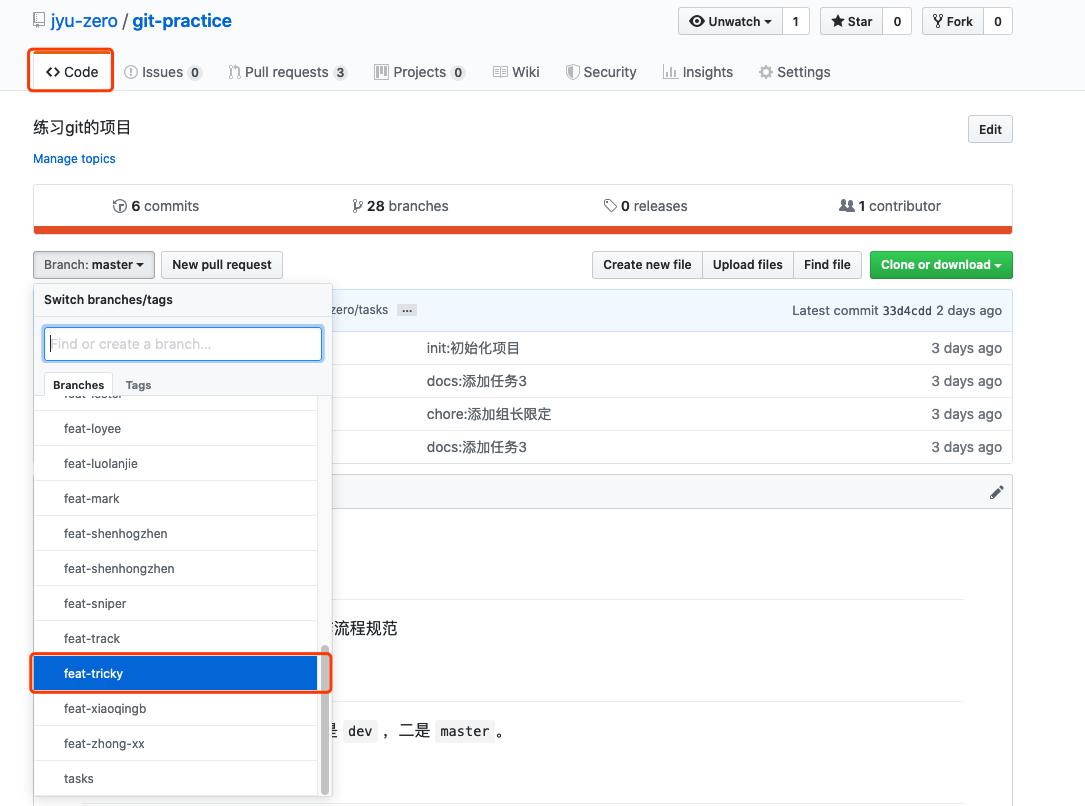 jyu-zero / git-practice
Unwatch 1 Star 0 Fork 0
Code Issues 0 Pull requests 3 Projects 0 Wiki Security Insights Settings
练习git的项目
Edit
Manage topics
6 commits 28 branches 0 releases 1 contributor
Branch: master New pull request Create new file Upload files Find file Clone or download
Switch branches/tags
Find or create a branch...
Branches Tags
feat-loyee
feat-luolanjie
feat-mark
feat-shenhogzhen
feat-shenhongzhen
feat-sniper
feat-track
feat-tricky
feat-xiaoqingb
feat-zhong-xx
tasks
zero/tasks ... Latest commit 33d4cdd 2 days ago
init:初始化项目 3 days ago
docs:添加任务3 3 days ago
chore:添加组长限定 3 days ago
docs:添加任务3 3 days ago
流程规范
是 dev ，二是 master 。